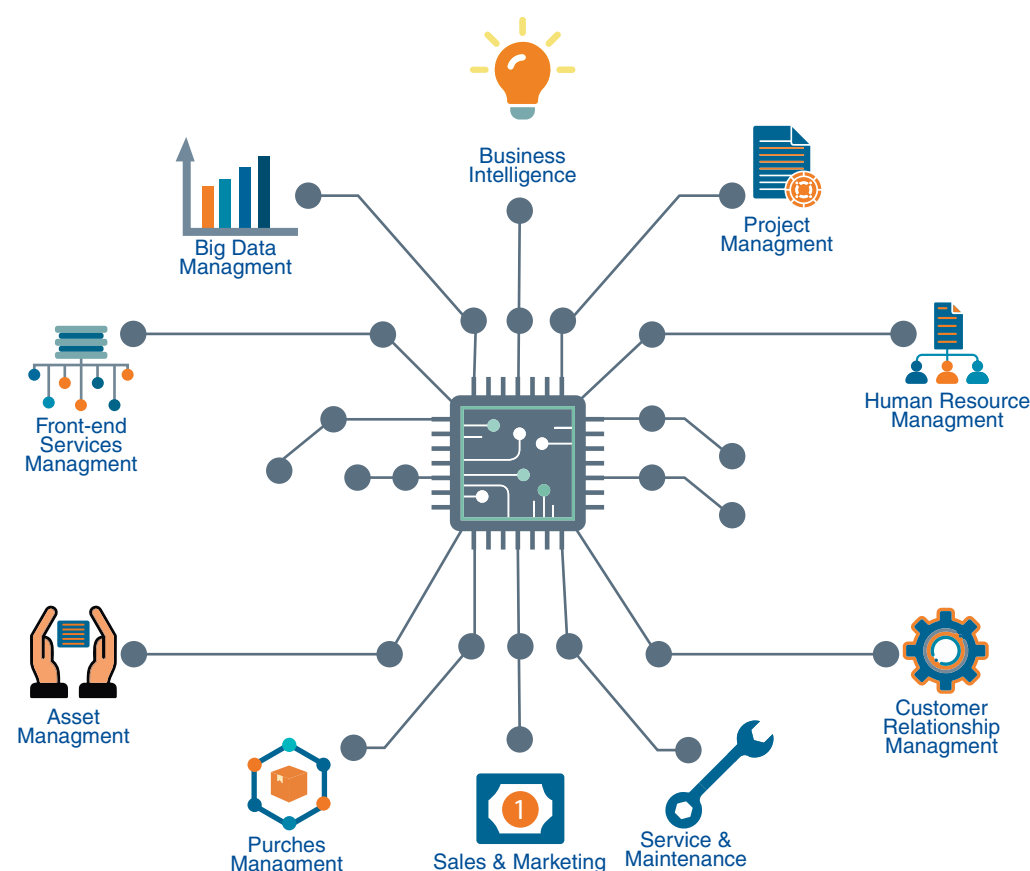 Business
Intelligence
Big Data
Managment
Project
Managment
Front-end
Services
Managment
Human Resource
Managment
Asset
Managment
Customer
Relationship
Managment
Purches
Managment
1
Sales & Marketing
Service &
Maintenance